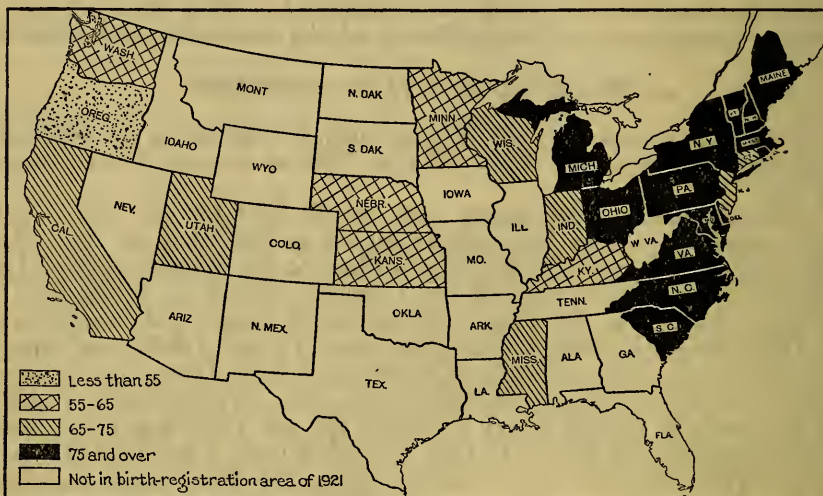 WASH.
OREG.
CAL.
IDAHO
NEV.
MONT
WYO
UTAH
COLO.
ARIZ
N. MEX.
N. DAK.
S. DAK.
NEBR.
KANS.
OKLA
TEX.
MINN.
IOWA
MO.
ARK.
LA.
WIS.
ILL.
MICH.
IND.
OHIO
KY.
TENN.
MISS.
ALA
GA.
FLA.
S. C.
N. C.
VA.
W. VA.
PA.
N. Y.
N. J.
DEL.
MASS
MAINE
Less than 55
55-65
65-75
75 and over
Not in birth-registration area of 1921